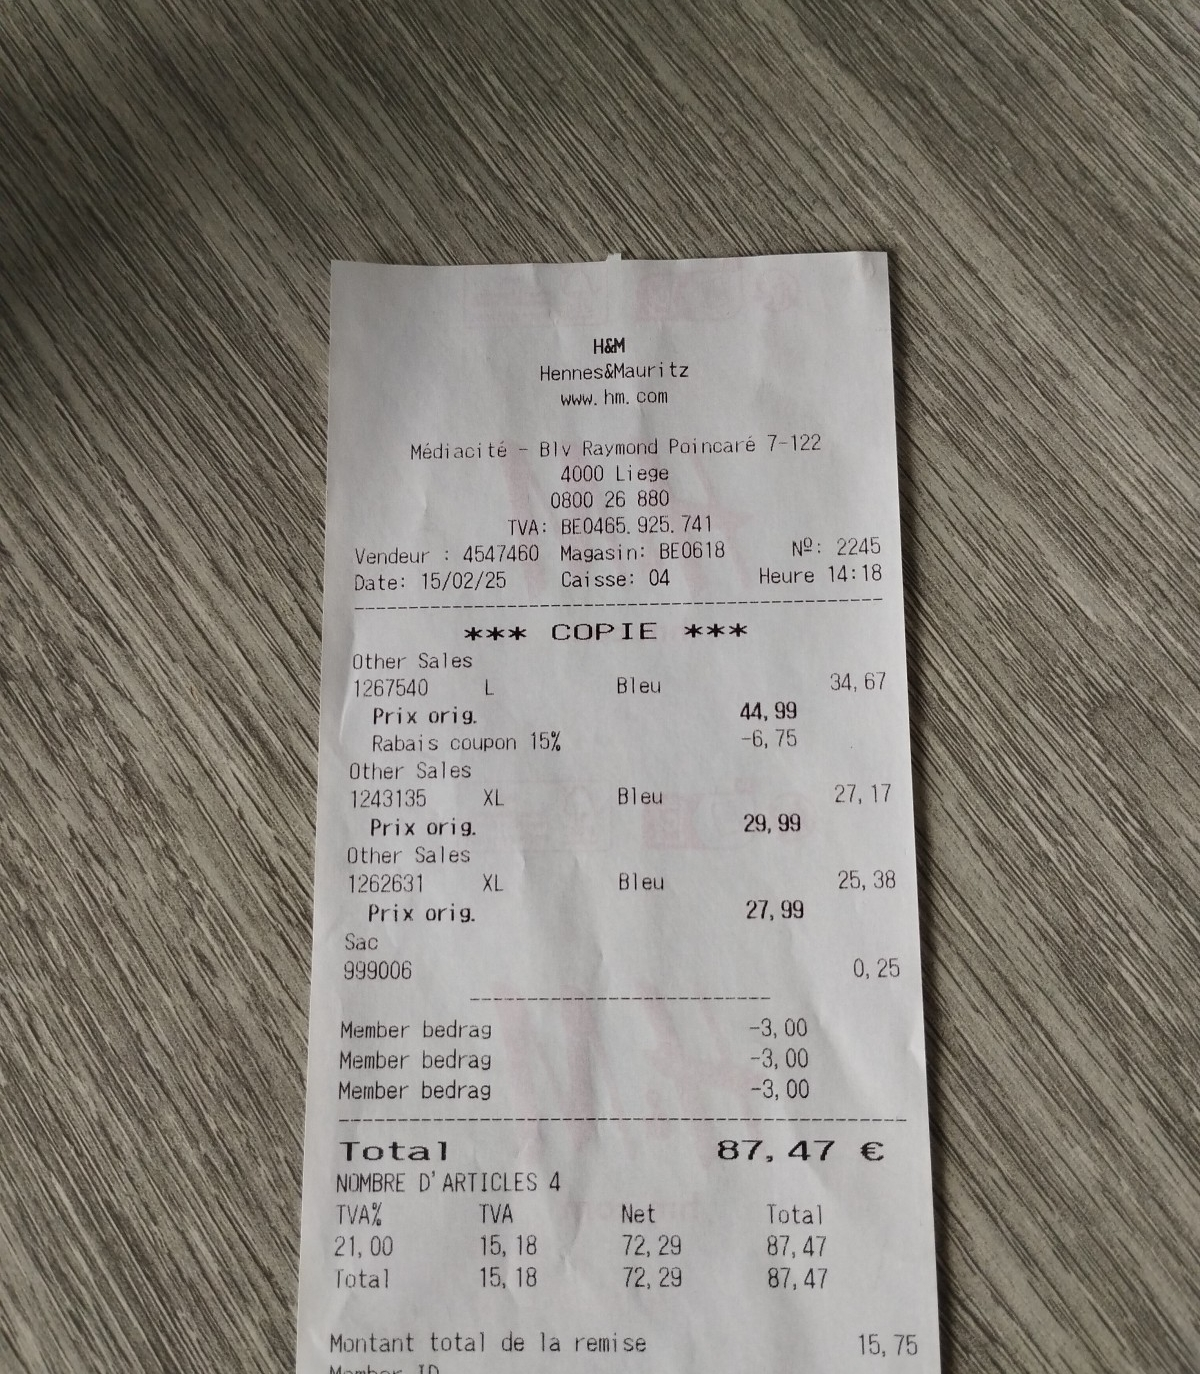 H&M
Hennes&Mauritz
www.hm.com
Médiacité - Blv Raymond Poincaré 7-122
4000 Liege
0800 26 880
TVA: BE0465.925.741
Vendeur : 4547460 Magasin: BE0618 Nº: 2245
Date: 15/02/25 Caisse: 04 Heure 14:18
*** COPIE ***
Other Sales
1267540 L Bleu 34,67
Prix orig. 44,99
Rabais coupon 15% -6,75
Other Sales
1243135 XL Bleu 27,17
Prix orig. 29,99
Other Sales
1262631 XL Bleu 25,38
Prix orig. 27,99
Sac
999006 0,25
Member bedrag -3,00
Member bedrag -3,00
Member bedrag -3,00
Total 87,47 €
NOMBRE D'ARTICLES 4
TVA% TVA Net Total
21,00 15,18 72,29 87,47
Total 15,18 72,29 87,47
Montant total de la remise 15,75
Member ID